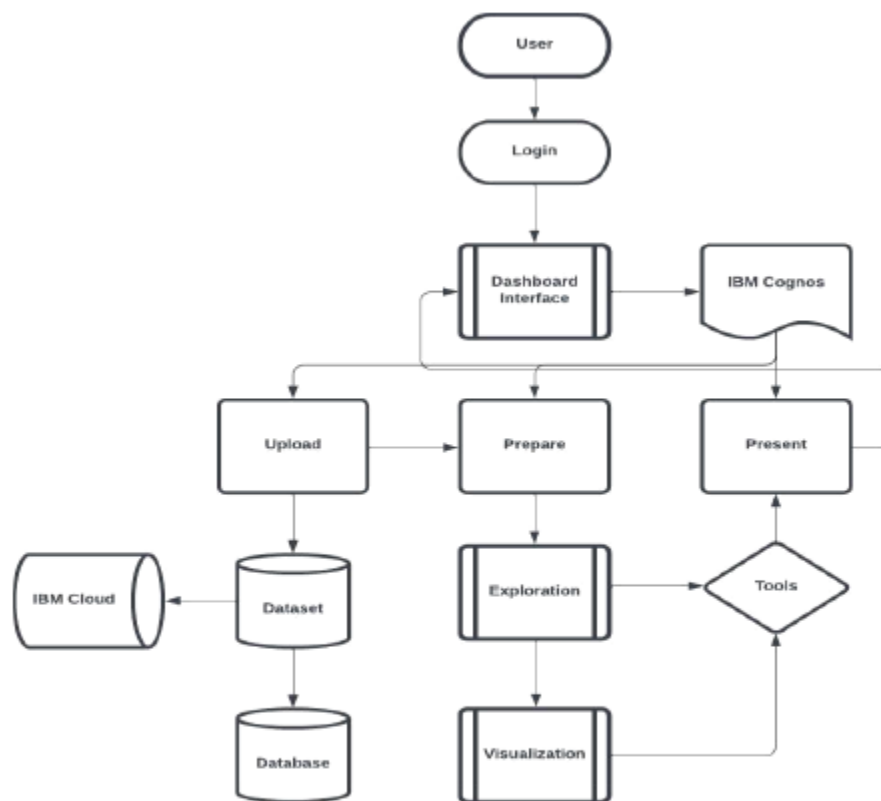 User
Login
Dashboard
Interface
IBM Cognos
Upload
Prepare
Present
IBM Cloud
Dataset
Exploration
Tools
Database
Visualization